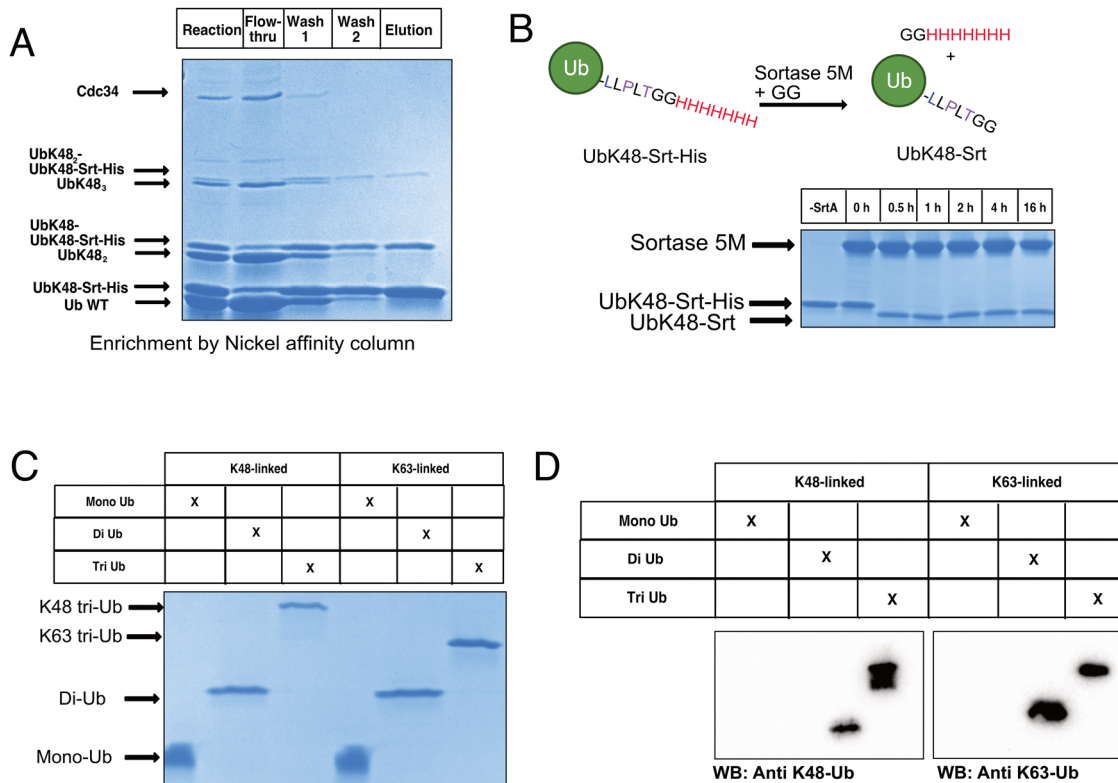 A
Reaction Flow-thru Wash 1 Wash 2 Elution
Cdc34
UbK48₂-
UbK48-Srt-His
UbK48₃
UbK48-
UbK48-Srt-His
UbK48₂
UbK48-Srt-His
Ub WT
Enrichment by Nickel affinity column
B
Ub
-LLPLTGGHHHHHHH
UbK48-Srt-His
Sortase 5M
+ GG
GGHHHHHHH
+
Ub
-LLPLTGG
UbK48-Srt
-SrtA 0 h 0.5 h 1 h 2 h 4 h 16 h
Sortase 5M
UbK48-Srt-His
UbK48-Srt
C
K48-linked K63-linked
Mono Ub X X
Di Ub X X
Tri Ub X X
K48 tri-Ub
K63 tri-Ub
Di-Ub
Mono-Ub
D
K48-linked K63-linked
Mono Ub X X
Di Ub X X
Tri Ub X X
WB: Anti K48-Ub WB: Anti K63-Ub